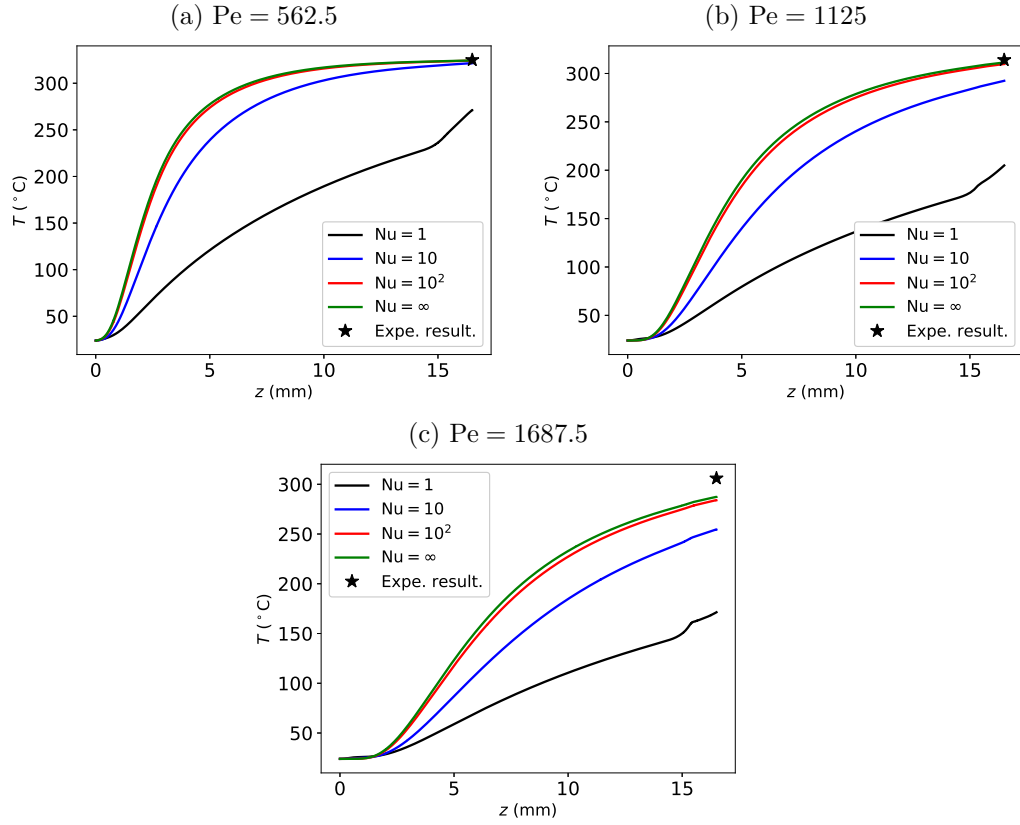 (a) Pe = 562.5
300
250
200
150
100
50
T (°C)
Nu = 1
Nu = 10
Nu = 10²
Nu = ∞
Expe. result.
0 5 10 15
z (mm)
(b) Pe = 1125
300
250
200
150
100
50
T (°C)
Nu = 1
Nu = 10
Nu = 10²
Nu = ∞
Expe. result.
0 5 10 15
z (mm)
(c) Pe = 1687.5
300
250
200
150
100
50
T (°C)
Nu = 1
Nu = 10
Nu = 10²
Nu = ∞
Expe. result.
0 5 10 15
z (mm)